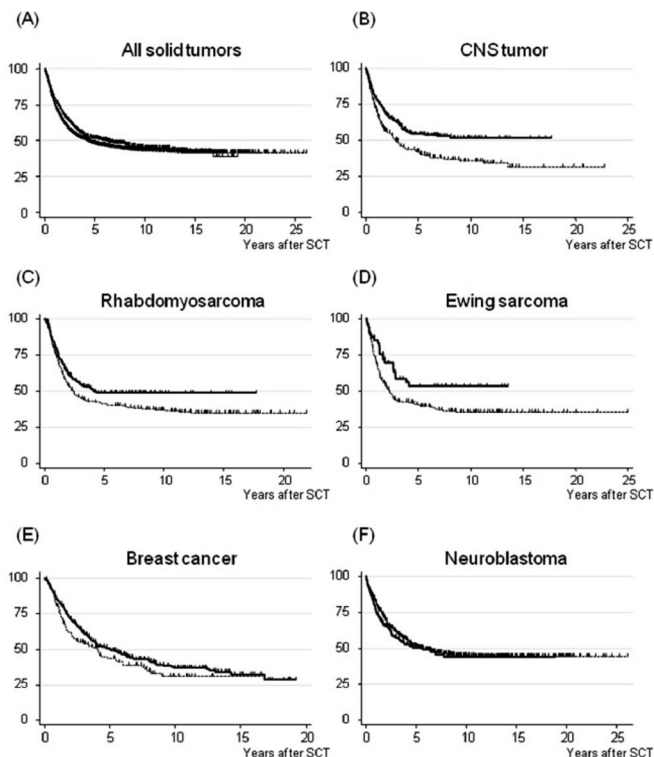 (A)
All solid tumors
100
75
50
25
0
0 5 10 15 20 25
Years after SCT
(B)
CNS tumor
100
75
50
25
0
0 5 10 15 20 25
Years after SCT
(C)
Rhabdomyosarcoma
100
75
50
25
0
0 5 10 15 20
Years after SCT
(D)
Ewing sarcoma
100
75
50
25
0
0 5 10 15 20 25
Years after SCT
(E)
Breast cancer
100
75
50
25
0
0 5 10 15 20
Years after SCT
(F)
Neuroblastoma
100
75
50
25
0
0 5 10 15 20 25
Years after SCT